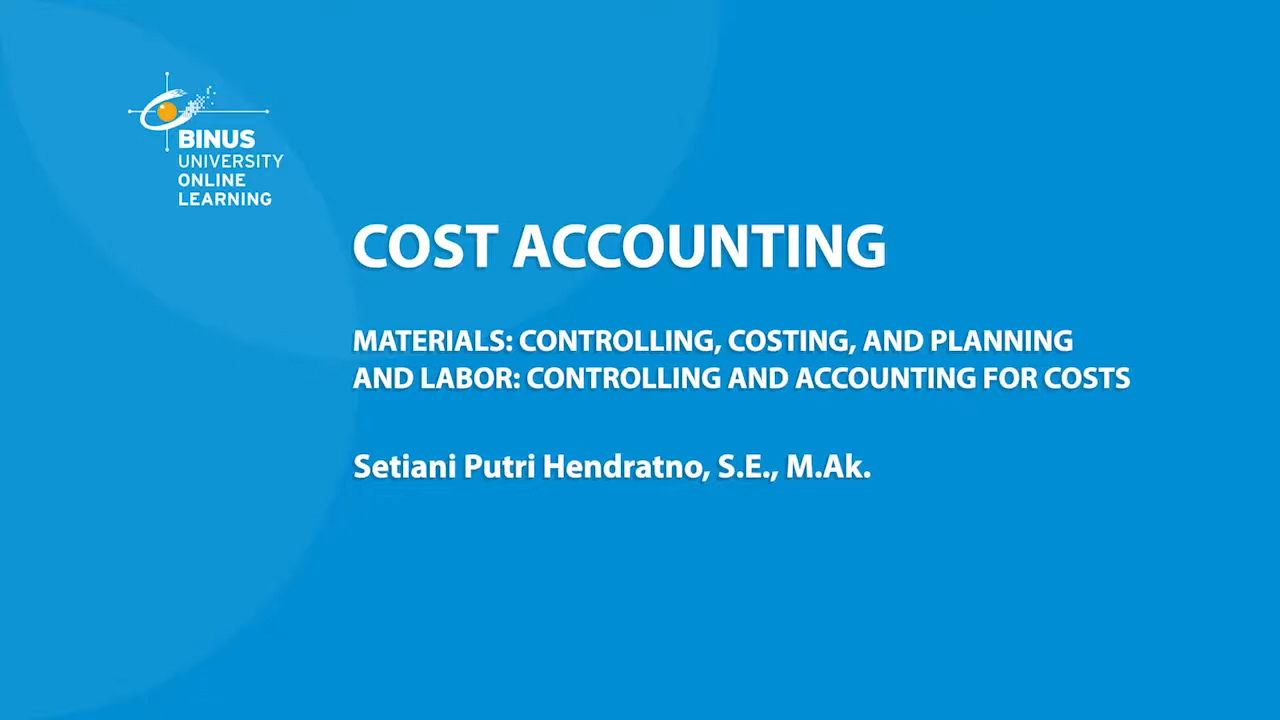 BINUS
UNIVERSITY
ONLINE
LEARNING
COST ACCOUNTING
MATERIALS: CONTROLLING, COSTING, AND PLANNING
AND LABOR: CONTROLLING AND ACCOUNTING FOR COSTS
Setiani Putri Hendratno, S.E., M.Ak.